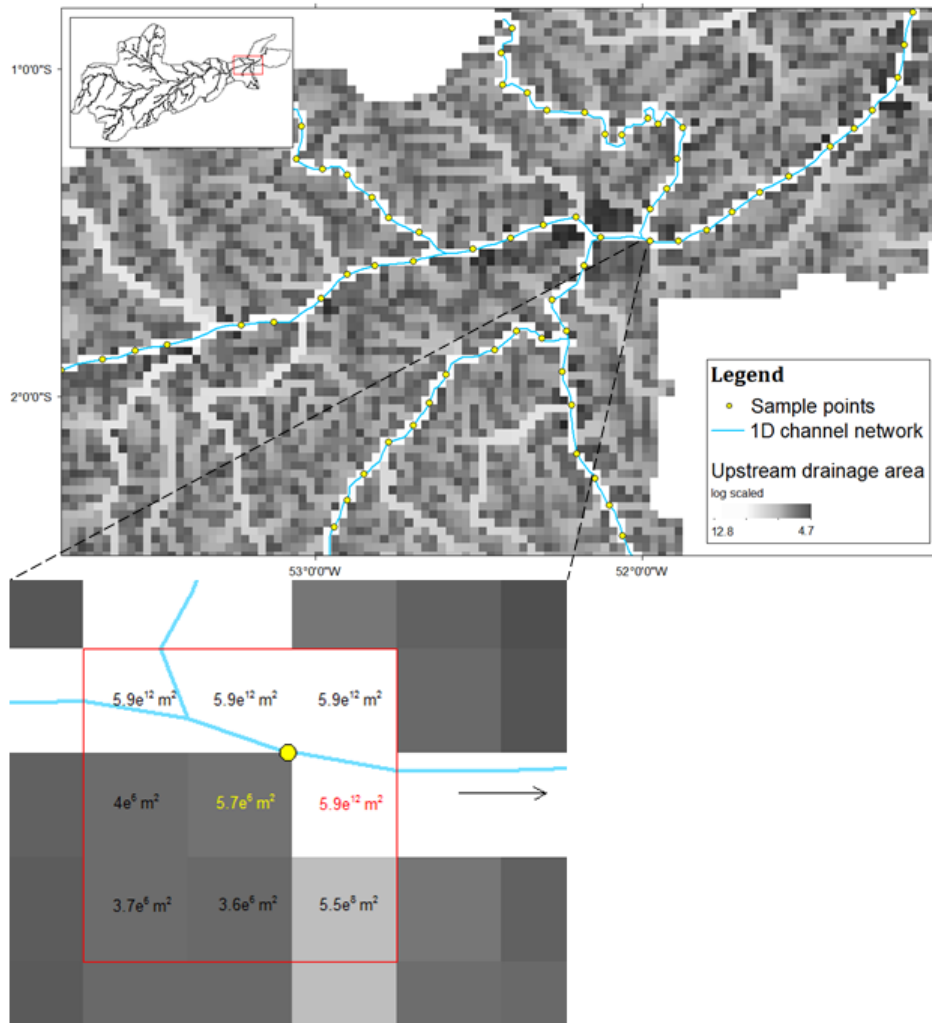 1°0'0"S
2°0'0"S
Legend
Sample points
1D channel network
Upstream drainage area
log scaled
12.8 4.7
53°0'0"W 52°0'0"W
5.9e¹² m² 5.9e¹² m² 5.9e¹² m²
4e⁶ m² 5.7e⁶ m² 5.9e¹² m²
3.7e⁶ m² 3.6e⁶ m² 5.5e⁸ m²